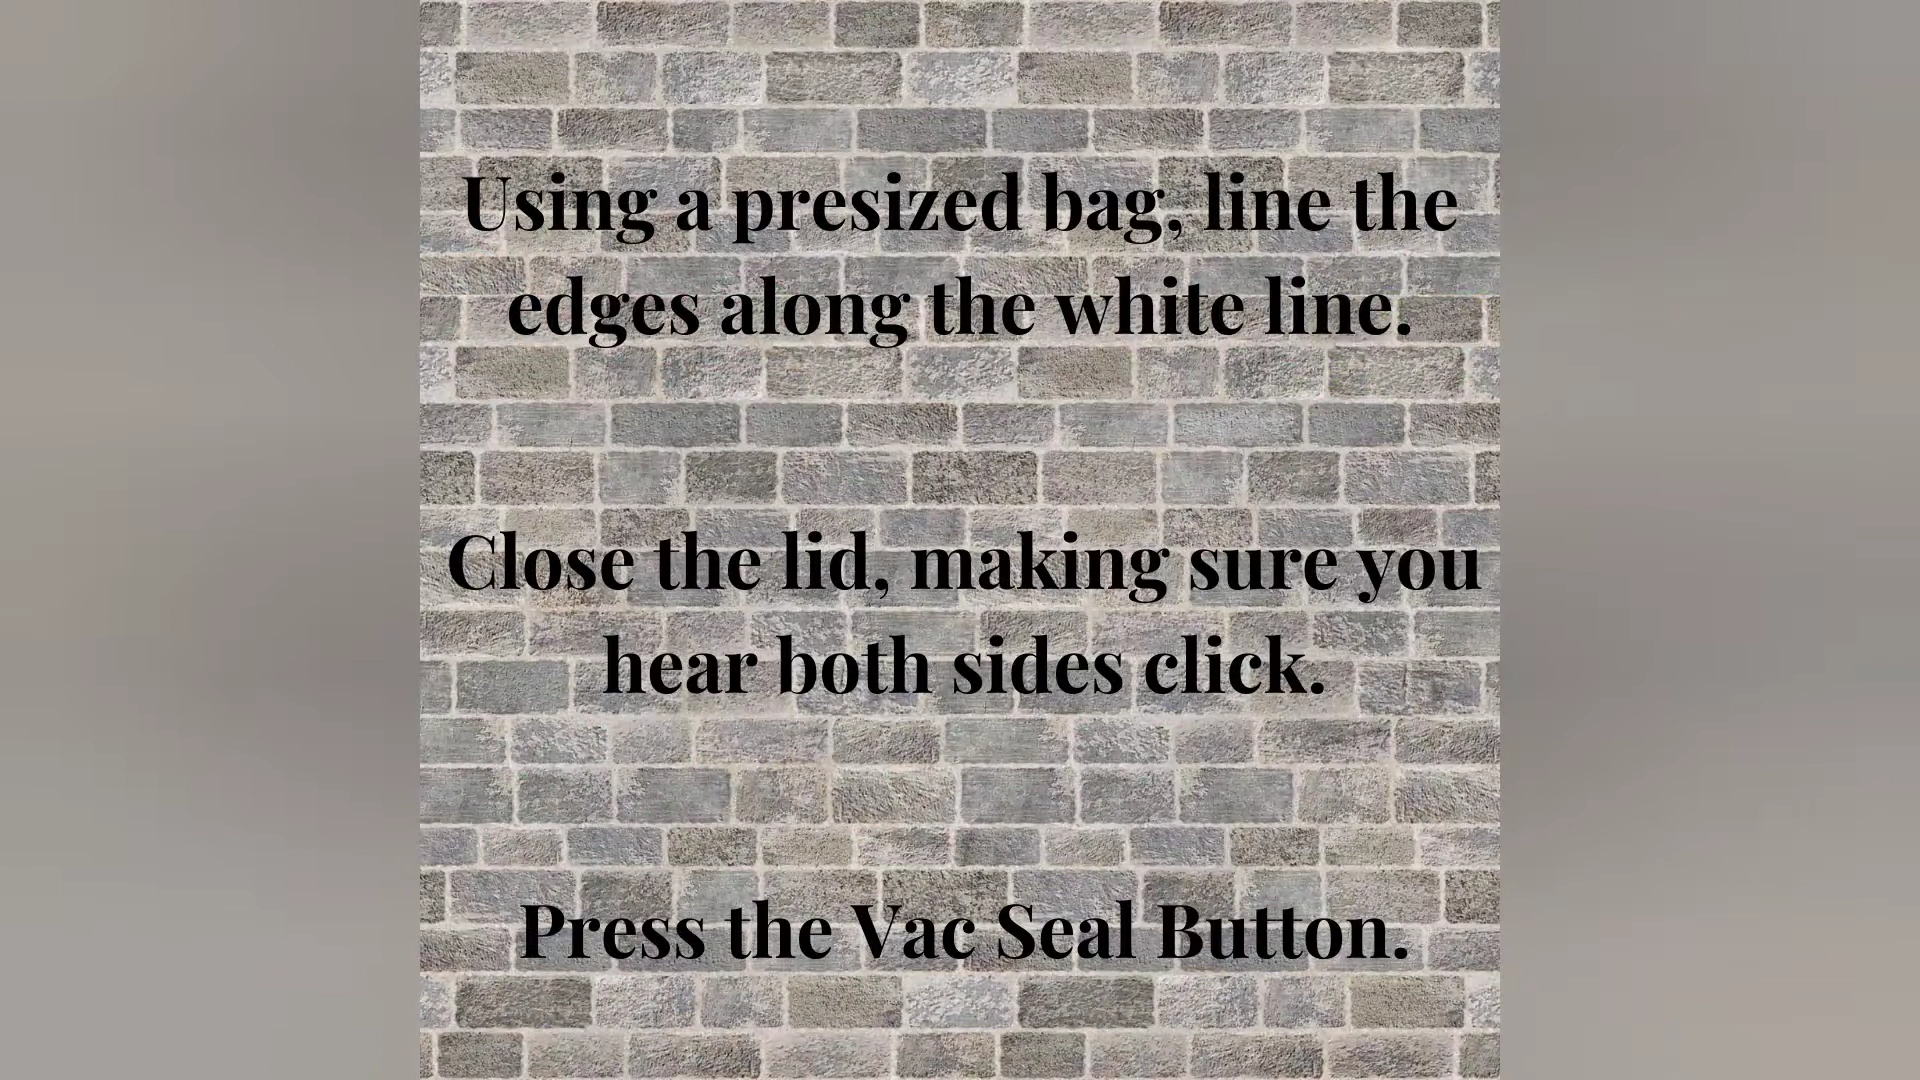 Using a presized bag, line the
edges along the white line.
Close the lid, making sure you
hear both sides click.
Press the Vac Seal Button.